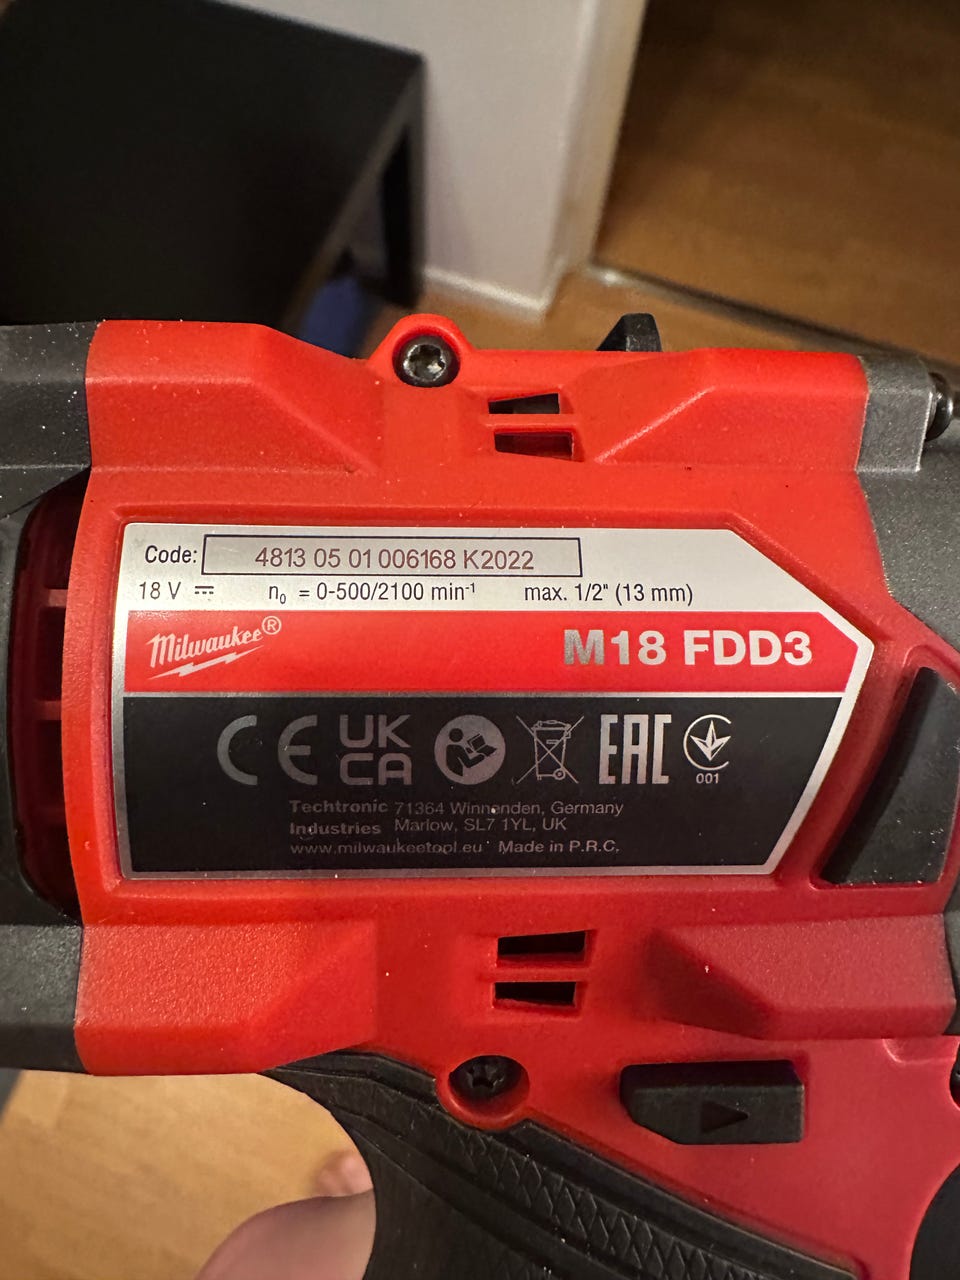 Code: 4813 05 01 006168 K2022
18 V n₀ = 0-500/2100 min⁻¹ max. 1/2" (13 mm)
Milwaukee® M18 FDD3
CE UK CA EAC 001
Techtronic 71364 Winnenden, Germany
Industries Marlow, SL7 1YL, UK
www.milwaukeetool.eu Made in P.R.C.